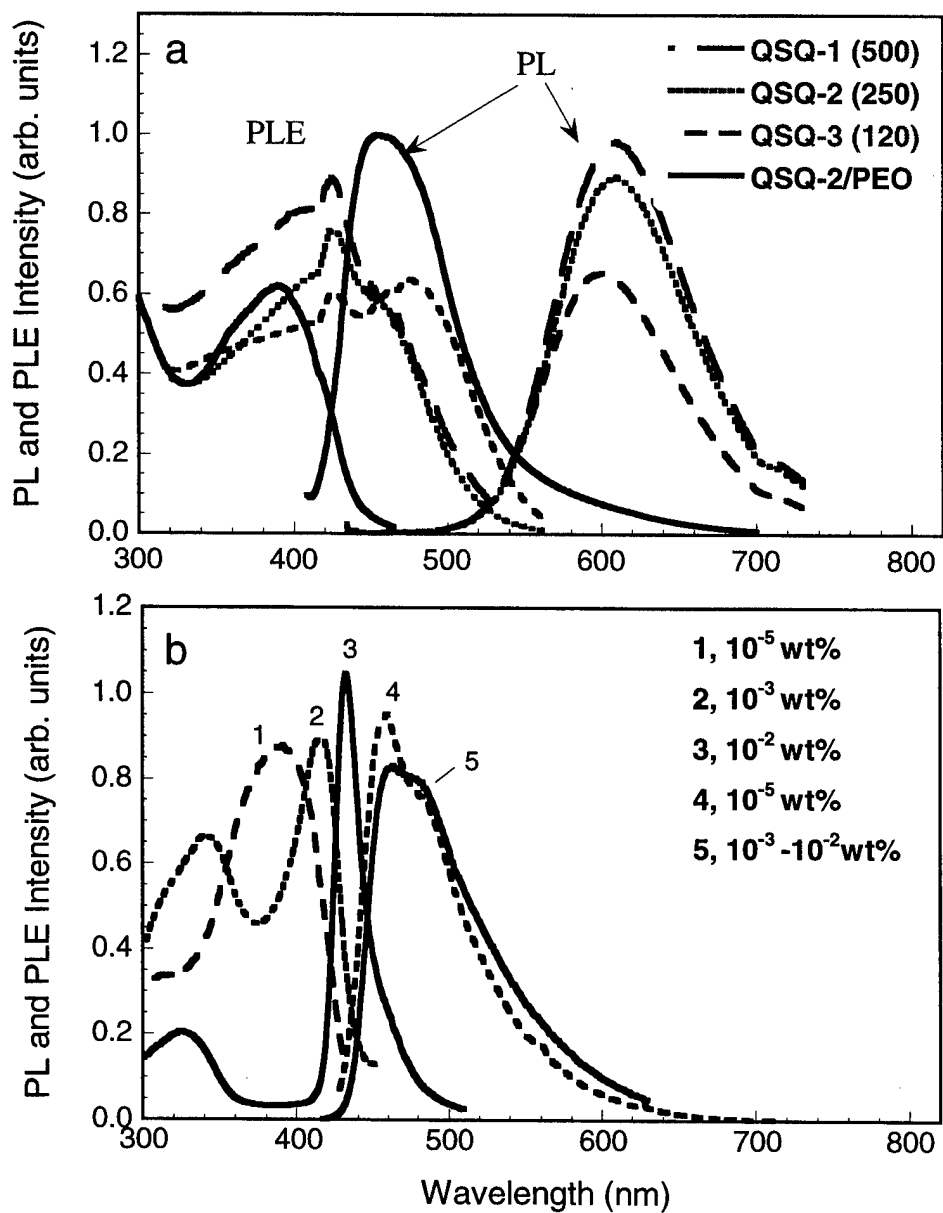 a
PL
PLE
QSQ-1 (500)
QSQ-2 (250)
QSQ-3 (120)
QSQ-2/PEO
PL and PLE Intensity (arb. units)
1.2
1.0
0.8
0.6
0.4
0.2
0.0
300
400
500
600
700
800
b
1
2
3
4
5
1, 10⁻⁵ wt%
2, 10⁻³ wt%
3, 10⁻² wt%
4, 10⁻⁵ wt%
5, 10⁻³ -10⁻²wt%
PL and PLE Intensity (arb. units)
1.2
1.0
0.8
0.6
0.4
0.2
0.0
300
400
500
600
700
800
Wavelength (nm)